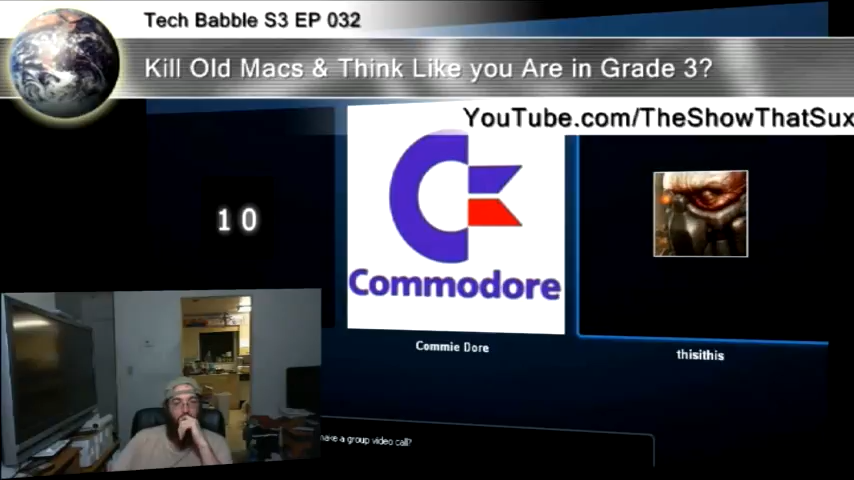 Tech Babble S3 EP 032
Kill Old Macs & Think Like you Are in Grade 3?
YouTube.com/TheShowThatSux
10
Commodore
Commie Dore
thisithis
make a group video call?